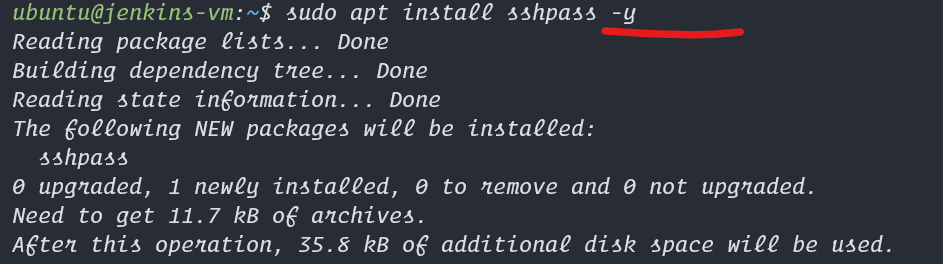 ubuntu@jenkins-vm:~$ sudo apt install sshpass -y
Reading package lists... Done
Building dependency tree... Done
Reading state information... Done
The following NEW packages will be installed:
  sshpass
0 upgraded, 1 newly installed, 0 to remove and 0 not upgraded.
Need to get 11.7 kB of archives.
After this operation, 35.8 kB of additional disk space will be used.